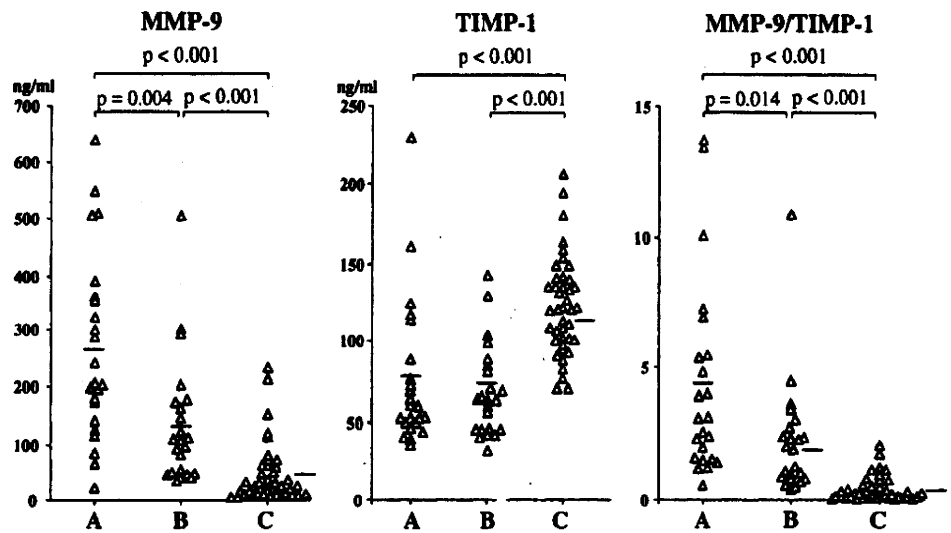 MMP-9
p < 0.001
ng/ml
p = 0.004 p < 0.001
700
600
500
400
300
200
100
0
A B C
TIMP-1
p < 0.001
ng/ml
p < 0.001
250
200
150
100
50
0
A B C
MMP-9/TIMP-1
p < 0.001
p = 0.014 p < 0.001
15
10
5
0
A B C